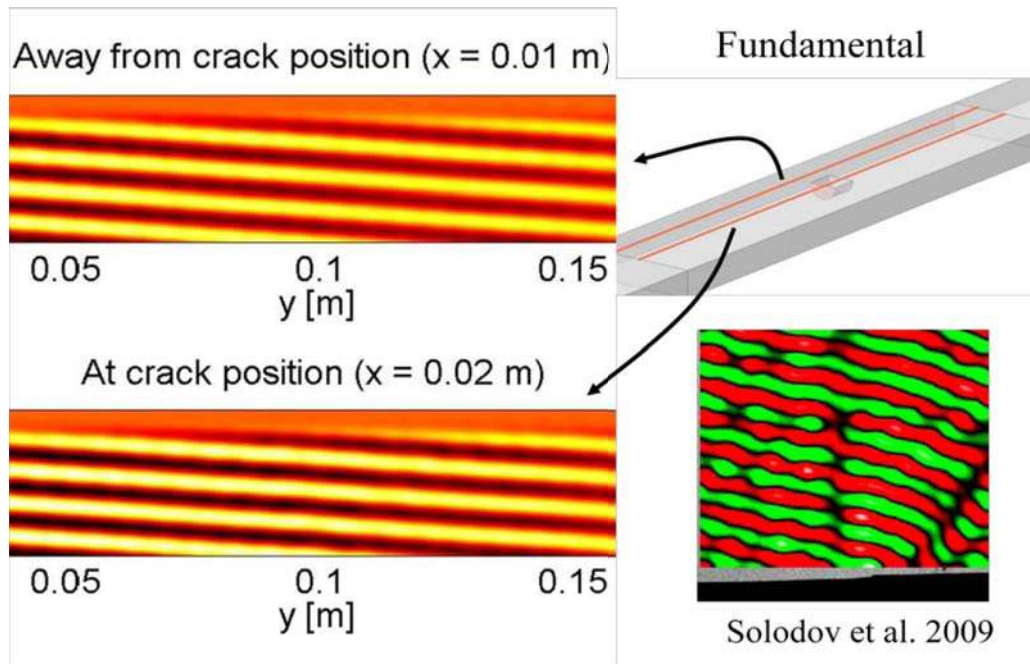 Away from crack position (x = 0.01 m)
Fundamental
0.05 0.1 0.15
y [m]
At crack position (x = 0.02 m)
0.05 0.1 0.15
y [m]
Solodov et al. 2009